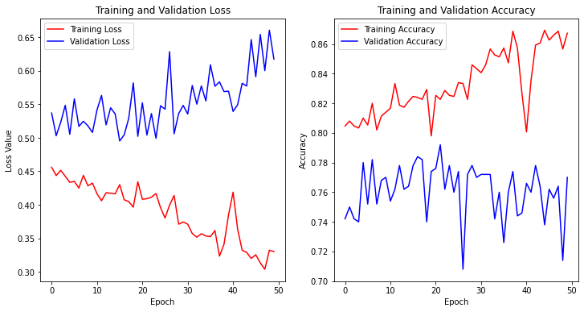 Training and Validation Loss
Training Loss
Validation Loss
Loss Value
0.65
0.60
0.55
0.50
0.45
0.40
0.35
0.30
0
10
20
30
40
50
Epoch
Training and Validation Accuracy
Training Accuracy
Validation Accuracy
Accuracy
0.86
0.84
0.82
0.80
0.78
0.76
0.74
0.72
0.70
0
10
20
30
40
50
Epoch